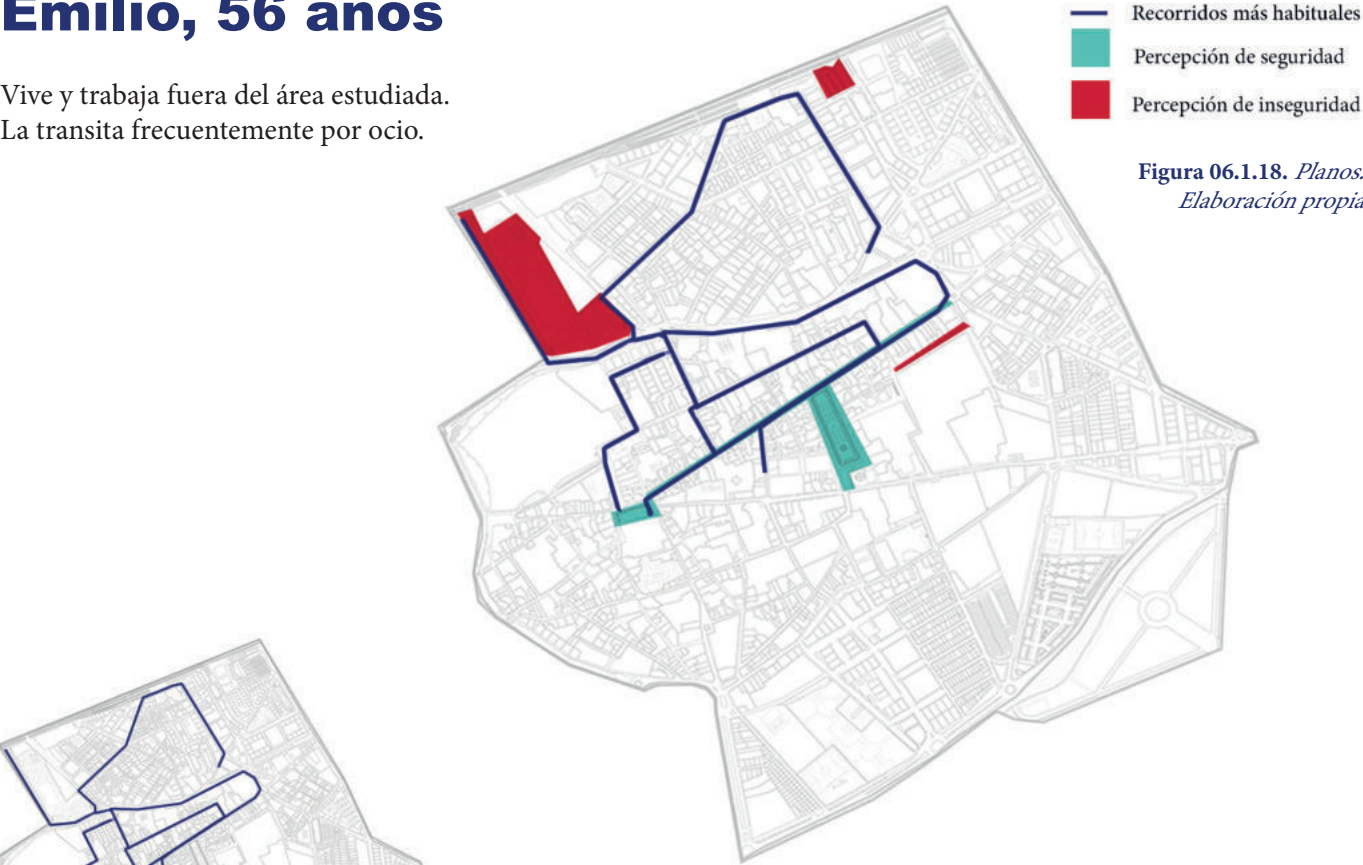 Emilio, 56 años
Vive y trabaja fuera del área estudiada.
La transita frecuentemente por ocio.
Recorridos más habituales
Percepción de seguridad
Percepción de inseguridad
Figura 06.1.18. Planos.
Elaboración propia